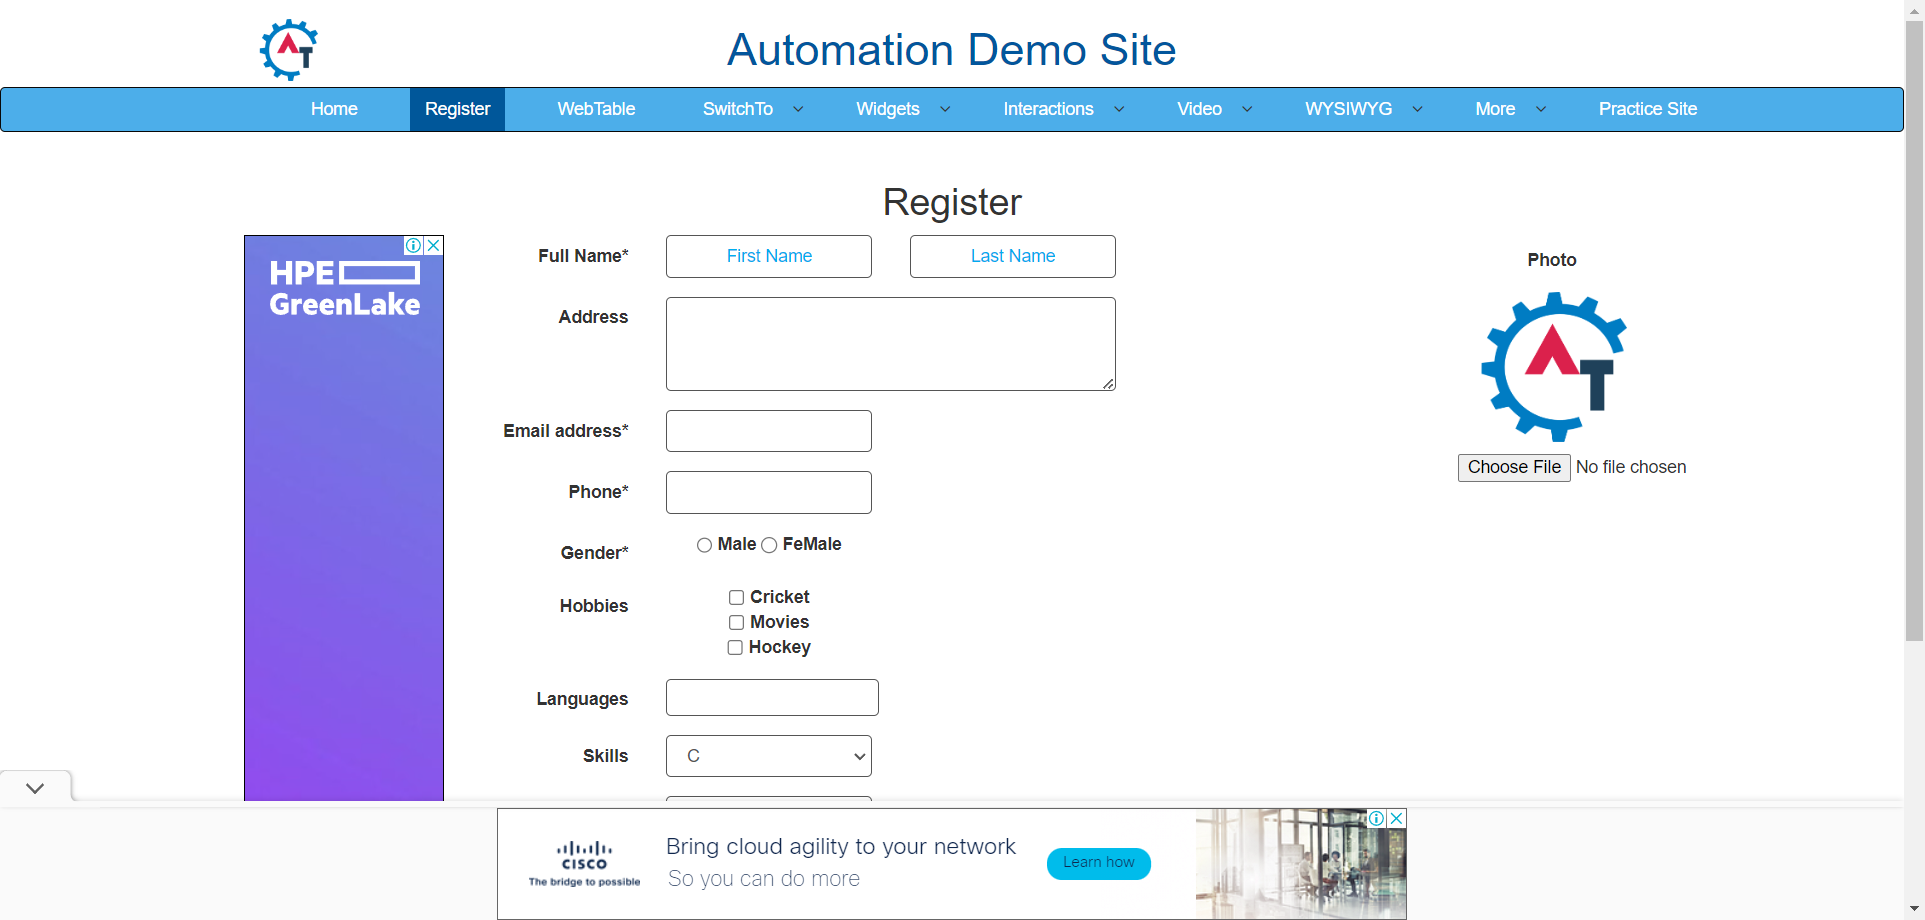 AT
Automation Demo Site
Home Register WebTable SwitchTo Widgets Interactions Video WYSIWYG More Practice Site
Register
HPE
GreenLake
Full Name* First Name Last Name
Photo
Address
AT
Email address*
Choose File No file chosen
Phone*
Gender* Male FeMale
Hobbies Cricket
Movies
Hockey
Languages
Skills C
CISCO
The bridge to possible
Bring cloud agility to your network
So you can do more
Learn how